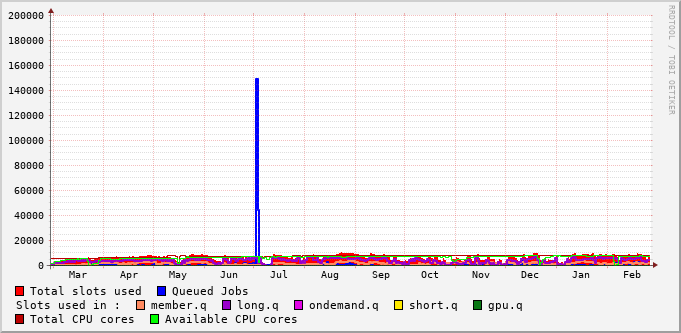 200000
180000
160000
140000
120000
100000
80000
60000
40000
20000
0
Mar Apr May Jun Jul Aug Sep Oct Nov Dec Jan Feb
Total slots used Queued Jobs
Slots used in : member.q long.q ondemand.q short.q gpu.q
Total CPU cores Available CPU cores
RRDTOOL / TOBI OETIKER